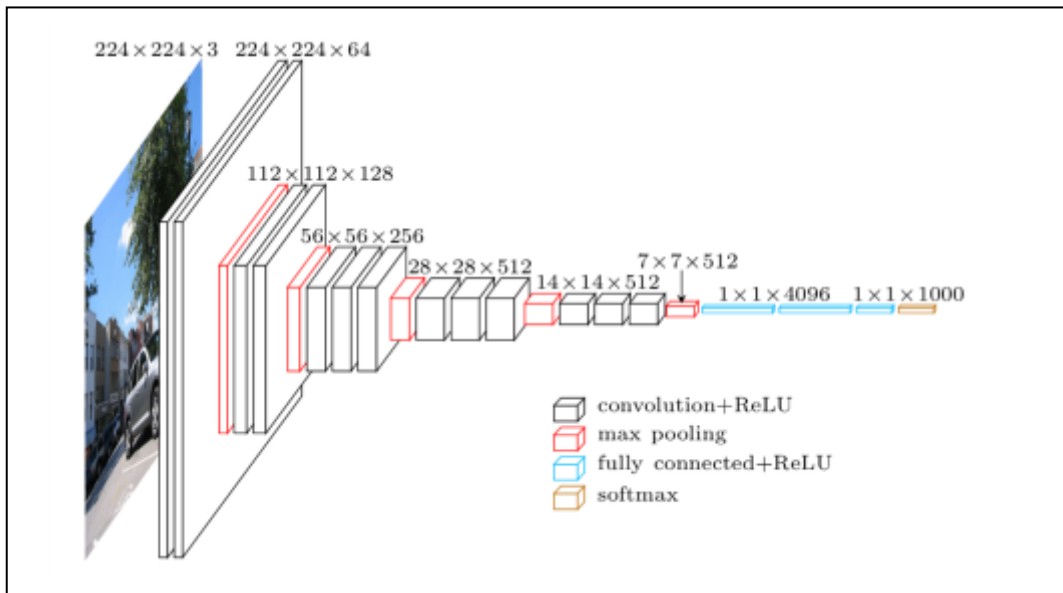 224×224×3
224×224×64
112×112×128
56×56×256
28×28×512
14×14×512
7×7×512
1×1×4096
1×1×1000
convolution+ReLU
max pooling
fully connected+ReLU
softmax